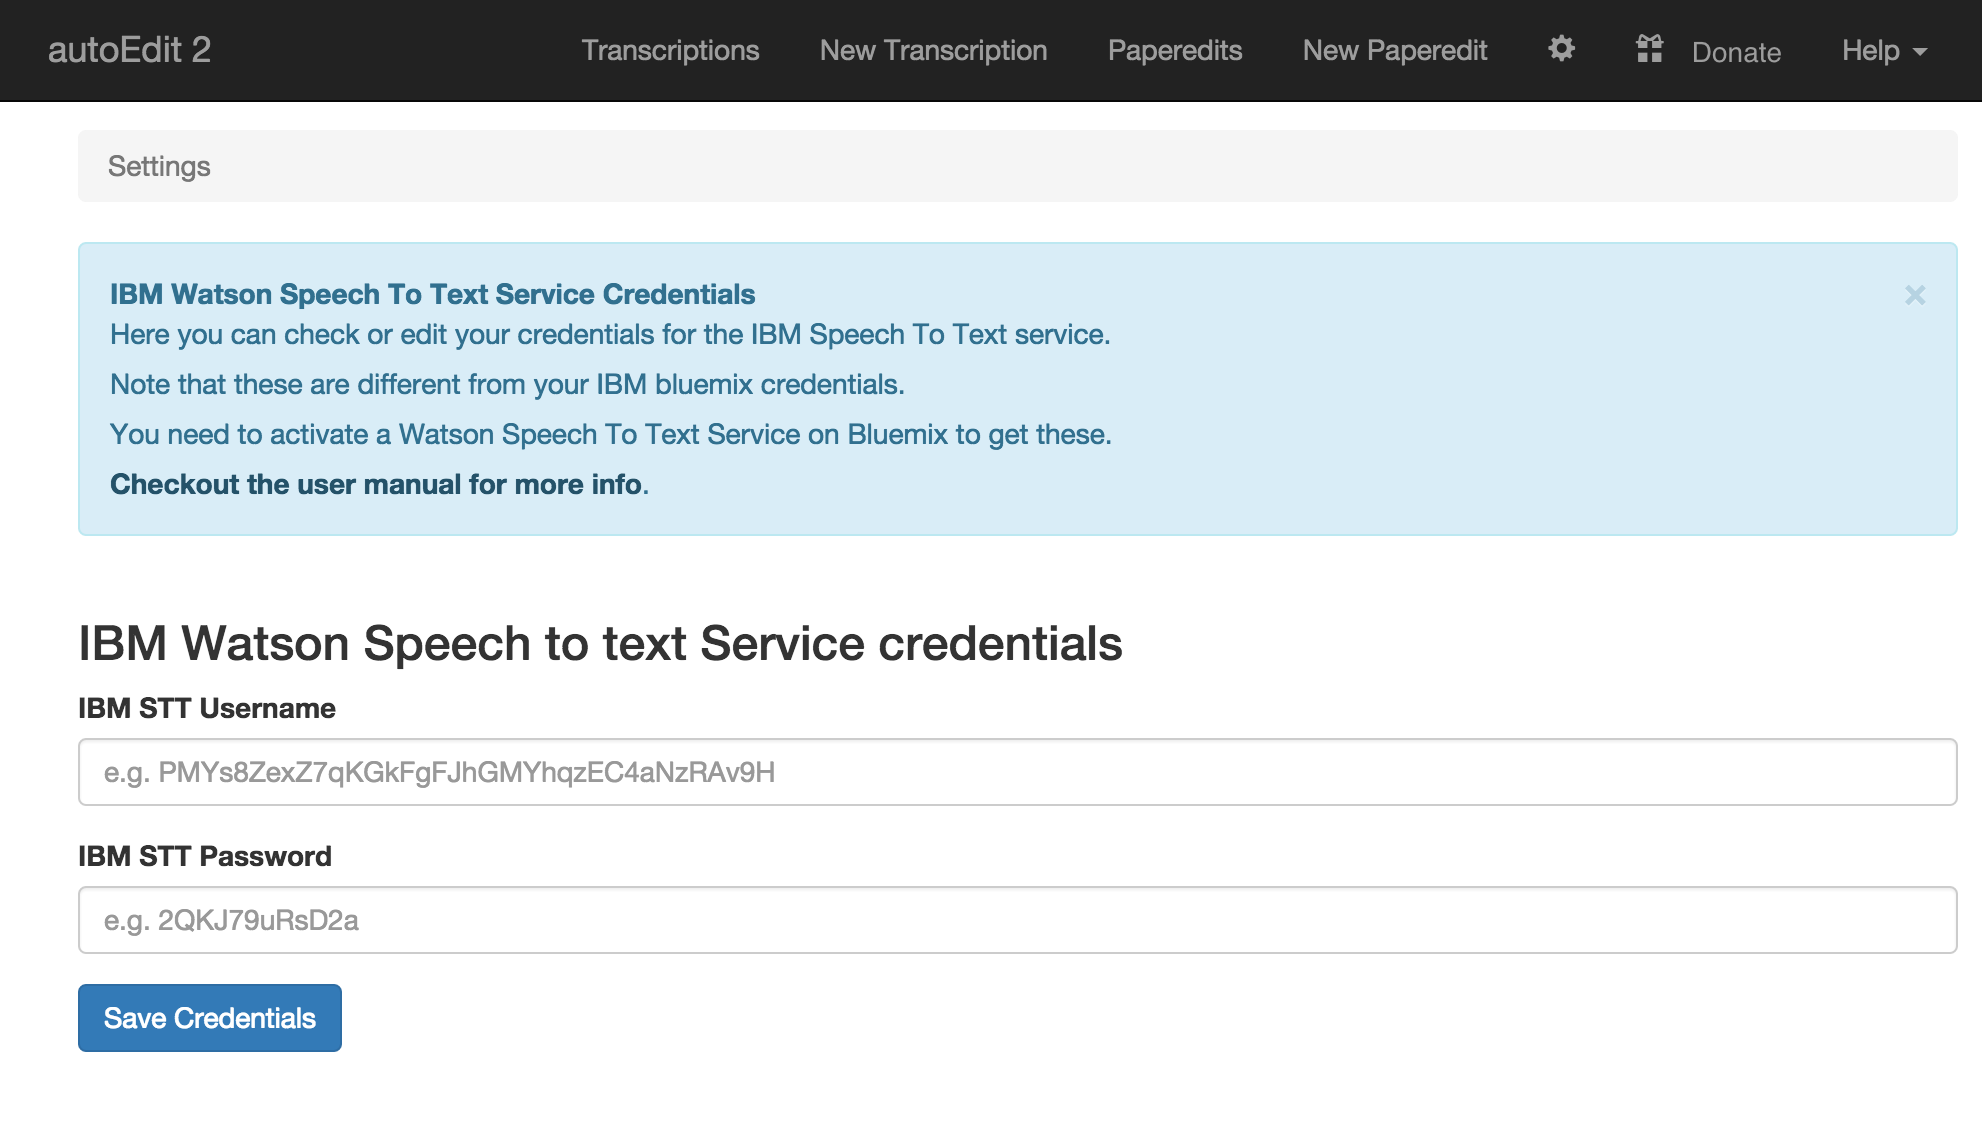 autoEdit 2 Transcriptions New Transcription Paperedits New Paperedit Donate Help
Settings
IBM Watson Speech To Text Service Credentials ×
Here you can check or edit your credentials for the IBM Speech To Text service.
Note that these are different from your IBM bluemix credentials.
You need to activate a Watson Speech To Text Service on Bluemix to get these.
Checkout the user manual for more info.
IBM Watson Speech to text Service credentials
IBM STT Username
e.g. PMYs8ZexZ7qKGkFgFJhGMYhqzEC4aNzRAv9H
IBM STT Password
e.g. 2QKJ79uRsD2a
Save Credentials